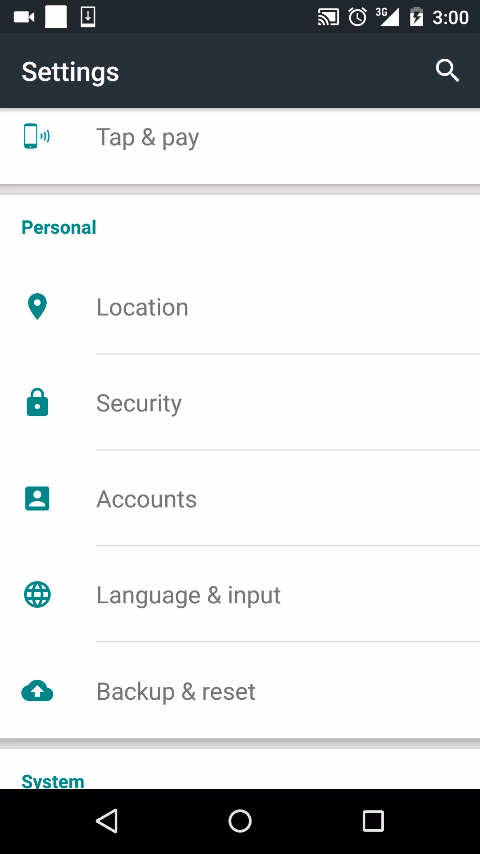 3G 3:00
Settings
Tap & pay
Personal
Location
Security
Accounts
Language & input
Backup & reset
System